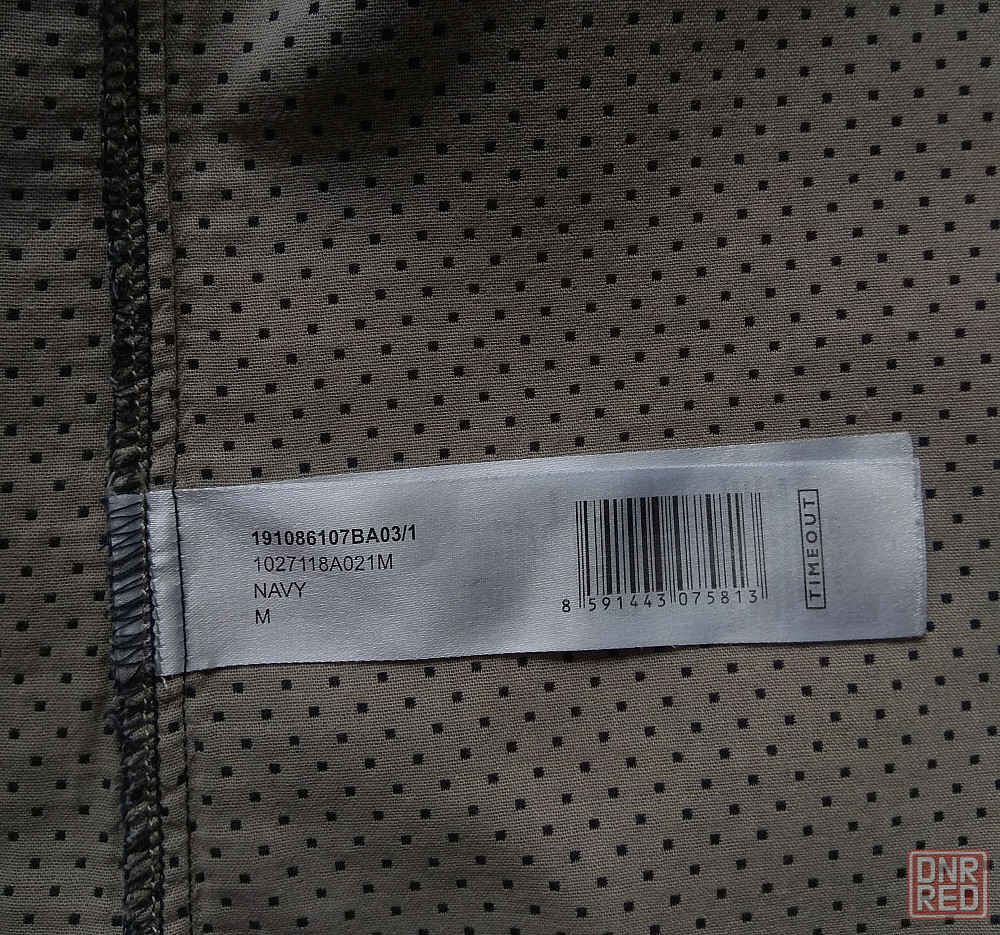 191086107BA03/1
1027118A021M
NAVY
M
8 591443 075813
TIMEOUT
DNR
RED